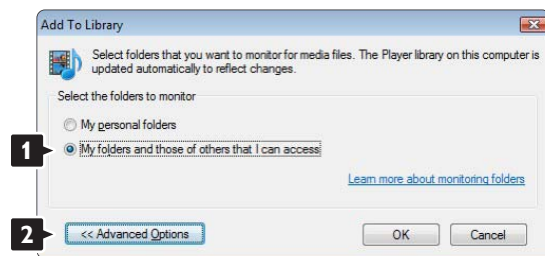 Add To Library
Select folders that you want to monitor for media files. The Player library on this computer is
updated automatically to reflect changes.
Select the folders to monitor
My personal folders
1
My folders and those of others that I can access
Learn more about monitoring folders
2
<< Advanced Options
OK
Cancel